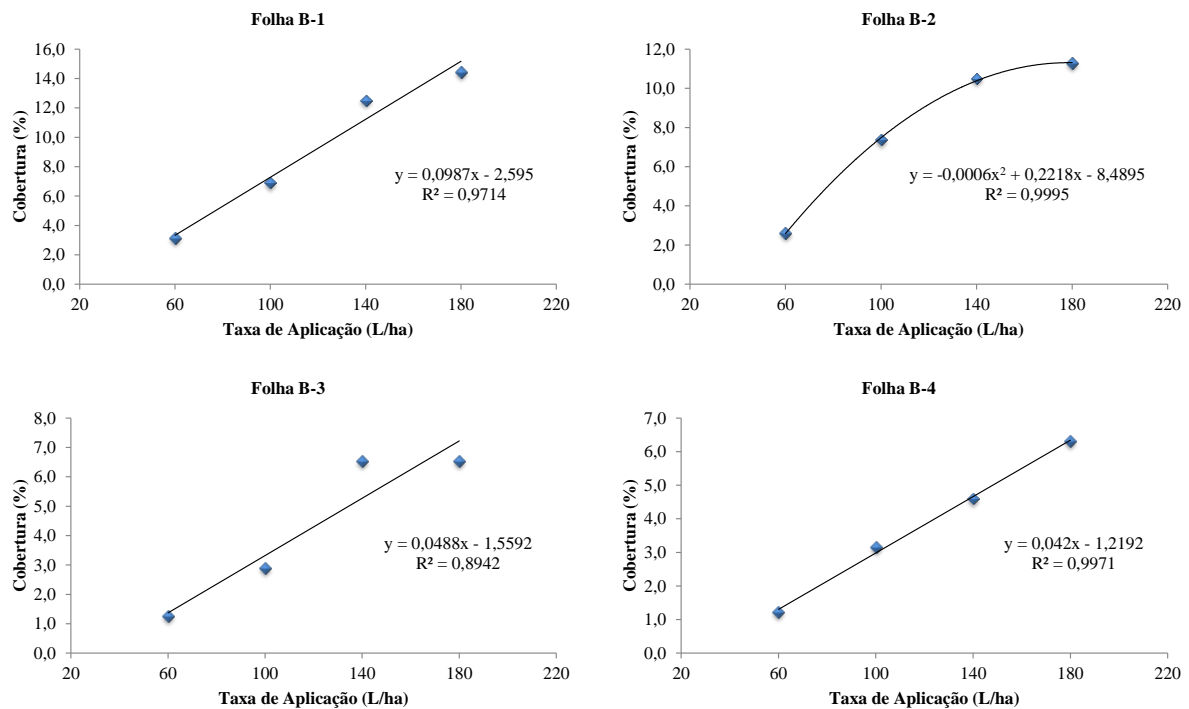 Folha B-1
16,0
14,0
12,0
10,0
8,0
6,0
4,0
2,0
0,0
Cobertura (%)
y = 0,0987x - 2,595
R² = 0,9714
20 60 100 140 180 220
Taxa de Aplicação (L/ha)
Folha B-2
12,0
10,0
8,0
6,0
4,0
2,0
0,0
Cobertura (%)
y = -0,0006x² + 0,2218x - 8,4895
R² = 0,9995
20 60 100 140 180 220
Taxa de Aplicação (L/ha)
Folha B-3
8,0
7,0
6,0
5,0
4,0
3,0
2,0
1,0
0,0
Cobertura (%)
y = 0,0488x - 1,5592
R² = 0,8942
20 60 100 140 180 220
Taxa de Aplicação (L/ha)
Folha B-4
7,0
6,0
5,0
4,0
3,0
2,0
1,0
0,0
Cobertura (%)
y = 0,042x - 1,2192
R² = 0,9971
20 60 100 140 180 220
Taxa de Aplicação (L/ha)